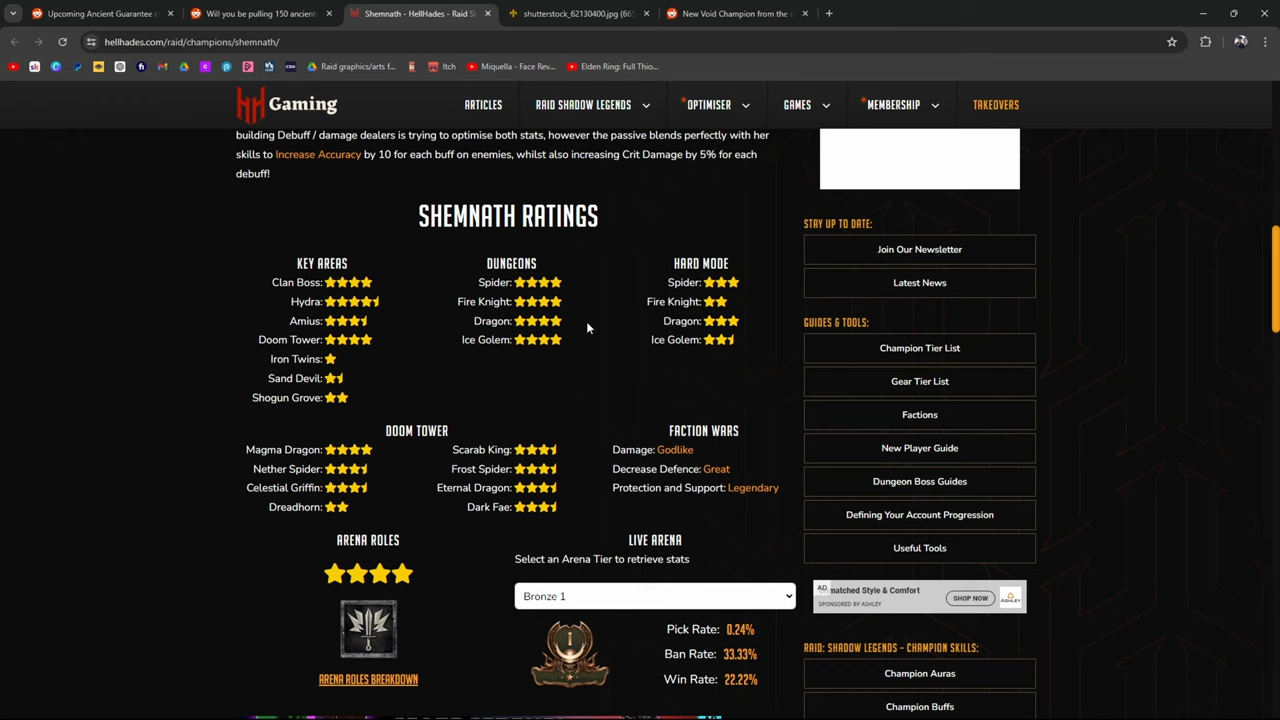 Upcoming Ancient Guarantee c
Will you be pulling 150 ancient
Shemnath - HellHades - Raid S
shutterstock_62130400.jpg (66
New Void Champion from the
hellhades.com/raid/champions/shemnath/
Raid graphics/arts f...
Itch
Miquella - Face Rev...
Elden Ring: Full Thio...
Gaming
ARTICLES
RAID SHADOW LEGENDS
OPTIMISER
GAMES
MEMBERSHIP
TAKEOVERS
building Debuff / damage dealers is trying to optimise both stats, however the passive blends perfectly with her
skills to Increase Accuracy by 10 for each buff on enemies, whilst also increasing Crit Damage by 5% for each
debuff!
SHEMNATH RATINGS
KEY AREAS
Clan Boss:
Hydra:
Amius:
Doom Tower:
Iron Twins:
Sand Devil:
Shogun Grove:
DUNGEONS
Spider:
Fire Knight:
Dragon:
Ice Golem:
HARD MODE
Spider:
Fire Knight:
Dragon:
Ice Golem:
DOOM TOWER
Magma Dragon:
Nether Spider:
Celestial Griffin:
Dreadhorn:
Scarab King:
Frost Spider:
Eternal Dragon:
Dark Fae:
FACTION WARS
Damage: Godlike
Decrease Defence: Great
Protection and Support: Legendary
ARENA ROLES
ARENA ROLES BREAKDOWN
LIVE ARENA
Select an Arena Tier to retrieve stats
Bronze 1
Pick Rate: 0.24%
Ban Rate: 33.33%
Win Rate: 22.22%
STAY UP TO DATE:
Join Our Newsletter
Latest News
GUIDES & TOOLS:
Champion Tier List
Gear Tier List
Factions
New Player Guide
Dungeon Boss Guides
Defining Your Account Progression
Useful Tools
AD
matched Style & Comfort
SPONSORED BY ASHLEY
SHOP NOW
ASHLEY
RAID: SHADOW LEGENDS - CHAMPION SKILLS:
Champion Auras
Champion Buffs